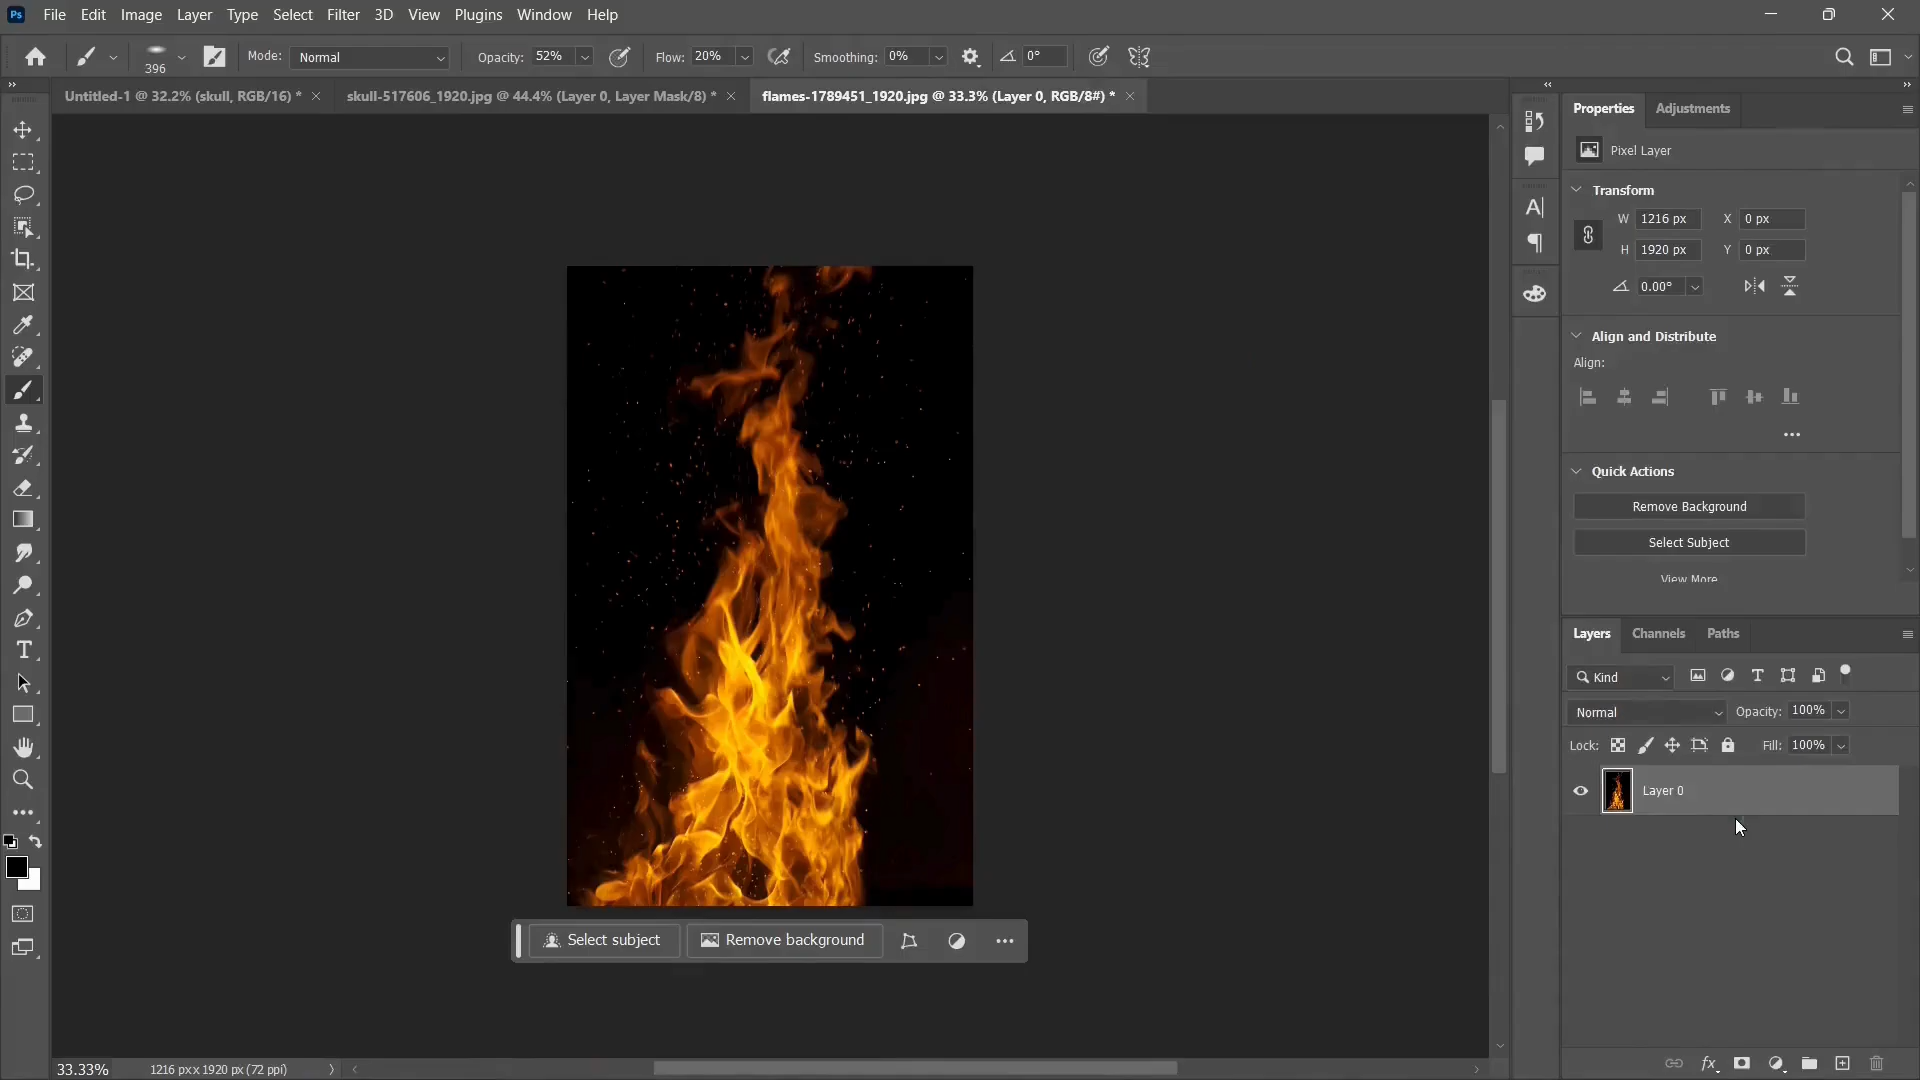 Ps File Edit Image Layer Type Select Filter 3D View Plugins Window Help
396 Mode: Normal Opacity: 52% Flow: 20% Smoothing: 0% 0°
Untitled-1 @ 32.2% (skull, RGB/16) * skull-517606_1920.jpg @ 44.4% (Layer 0, Layer Mask/8) * flames-1789451_1920.jpg @ 33.3% (Layer 0, RGB/8#) *
Properties Adjustments
Pixel Layer
Transform
W 1216 px X 0 px
H 1920 px Y 0 px
0.00°
Align and Distribute
Align:
Quick Actions
Remove Background
Select Subject
View More
Layers Channels Paths
Kind
Normal Opacity: 100%
Lock: Fill: 100%
Layer 0
Select subject Remove background
33.33% 1216 px x 1920 px (72 ppi)